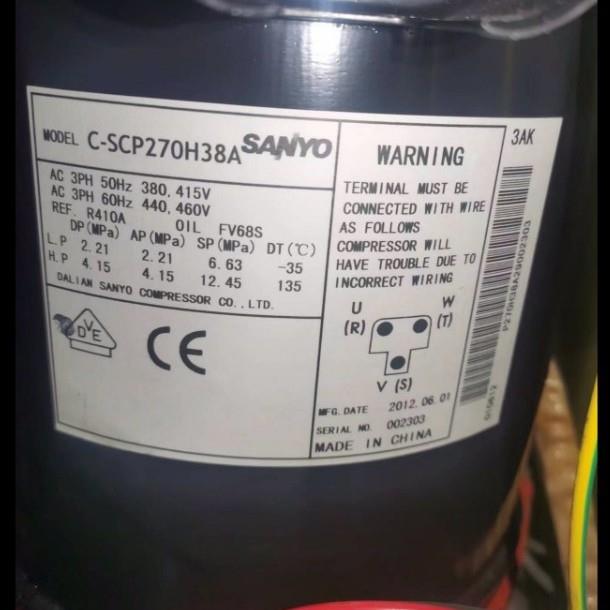 MODEL C-SCP270H38A SANYO
AC 3PH 50Hz 380, 415V
AC 3PH 60Hz 440, 460V
REF. R410A OIL FV68S
DP(MPa) AP(MPa) SP(MPa) DT(℃)
L.P 2.21 2.21 6.63 -35
H.P 4.15 4.15 12.45 135
DALIAN SANYO COMPRESSOR CO., LTD.
DVE
CE
WARNING
TERMINAL MUST BE
CONNECTED WITH WIRE
AS FOLLOWS
COMPRESSOR WILL
HAVE TROUBLE DUE TO
INCORRECT WIRING
U W
(R) (T)
V (S)
MFG. DATE 2012.06.01
SERIAL NO. 002303
MADE IN CHINA
3AK
P270H38A29002303
010612